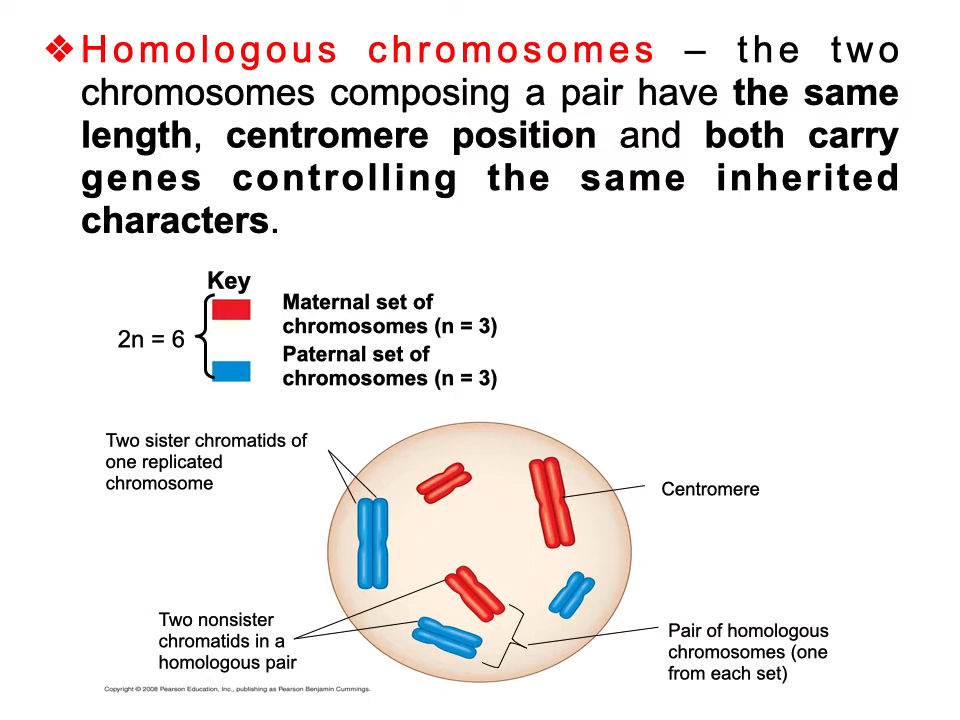 ❖Homologous chromosomes – the two
chromosomes composing a pair have the same
length, centromere position and both carry
genes controlling the same inherited
characters.
Key
2n = 6
Maternal set of
chromosomes (n = 3)
Paternal set of
chromosomes (n = 3)
Two sister chromatids of
one replicated
chromosome
Centromere
Two nonsister
chromatids in a
homologous pair
Pair of homologous
chromosomes (one
from each set)
Copyright © 2008 Pearson Education, Inc., publishing as Pearson Benjamin Cummings.